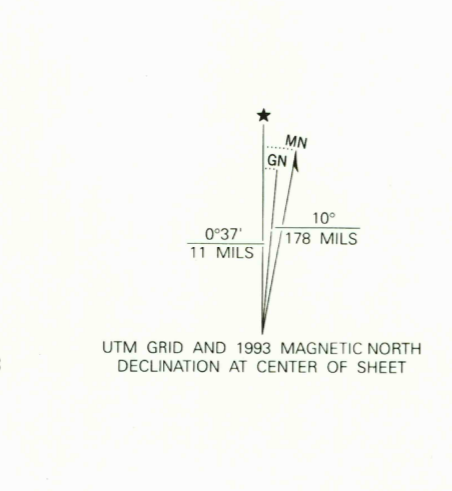 ★
MN
GN
0°37'
11 MILS
10°
178 MILS
UTM GRID AND 1993 MAGNETIC NORTH
DECLINATION AT CENTER OF SHEET